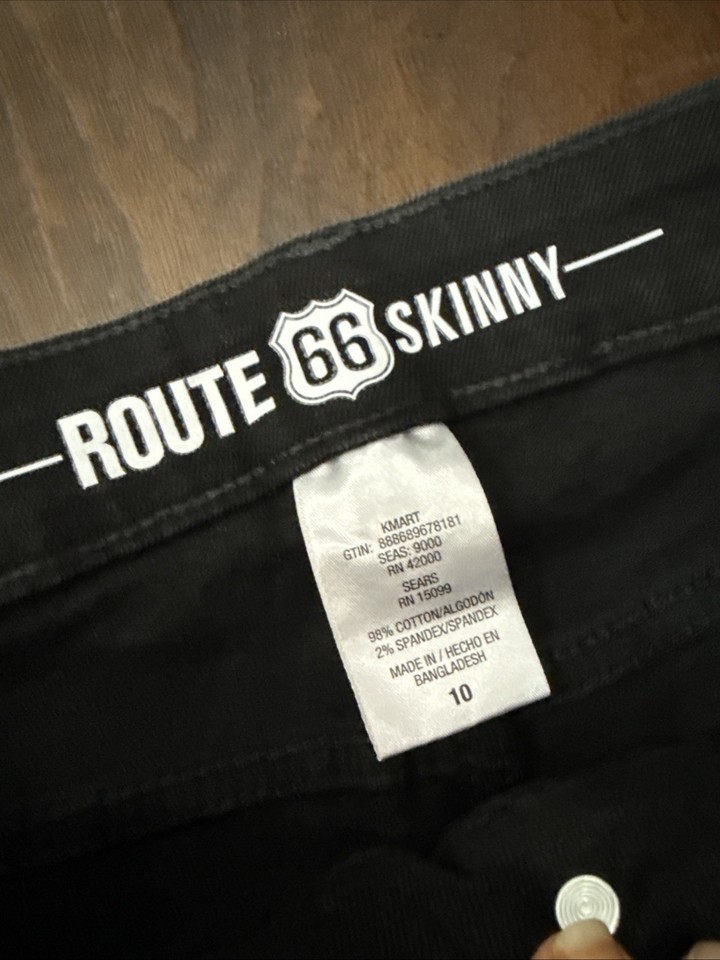 ROUTE 66 SKINNY
KMART
GTIN: 888689678181
SEAS: 9000
RN 42000
SEARS
RN 15099
98% COTTON/ALGODÓN
2% SPANDEX/SPANDEX
MADE IN / HECHO EN
BANGLADESH
10